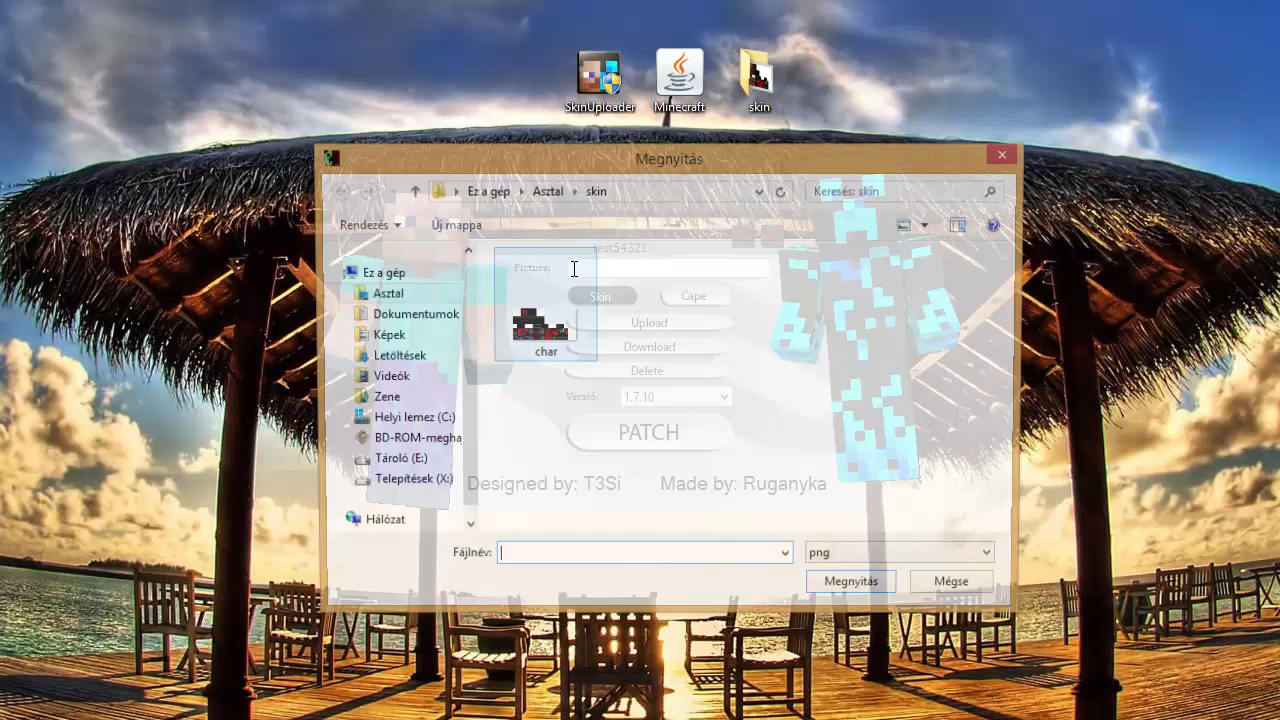 SkinUploader
Minecraft
skin
Megnyitás
Ez a gép
Asztal
skin
Keresés: skin
Rendezés
Új mappa
test54321
Ez a gép
Asztal
Dokumentumok
Képek
Letöltések
Videók
Zene
Helyi lemez (C:)
BD-ROM-megha
Tároló (E:)
Telepítések (X:)
Hálózat
Picture:
Skin
Cape
Upload
char
Download
Delete
Verzió:
1.7.10
PATCH
Designed by: T3Si
Made by: Ruganyka
Fájlnév:
png
Megnyitás
Mégse